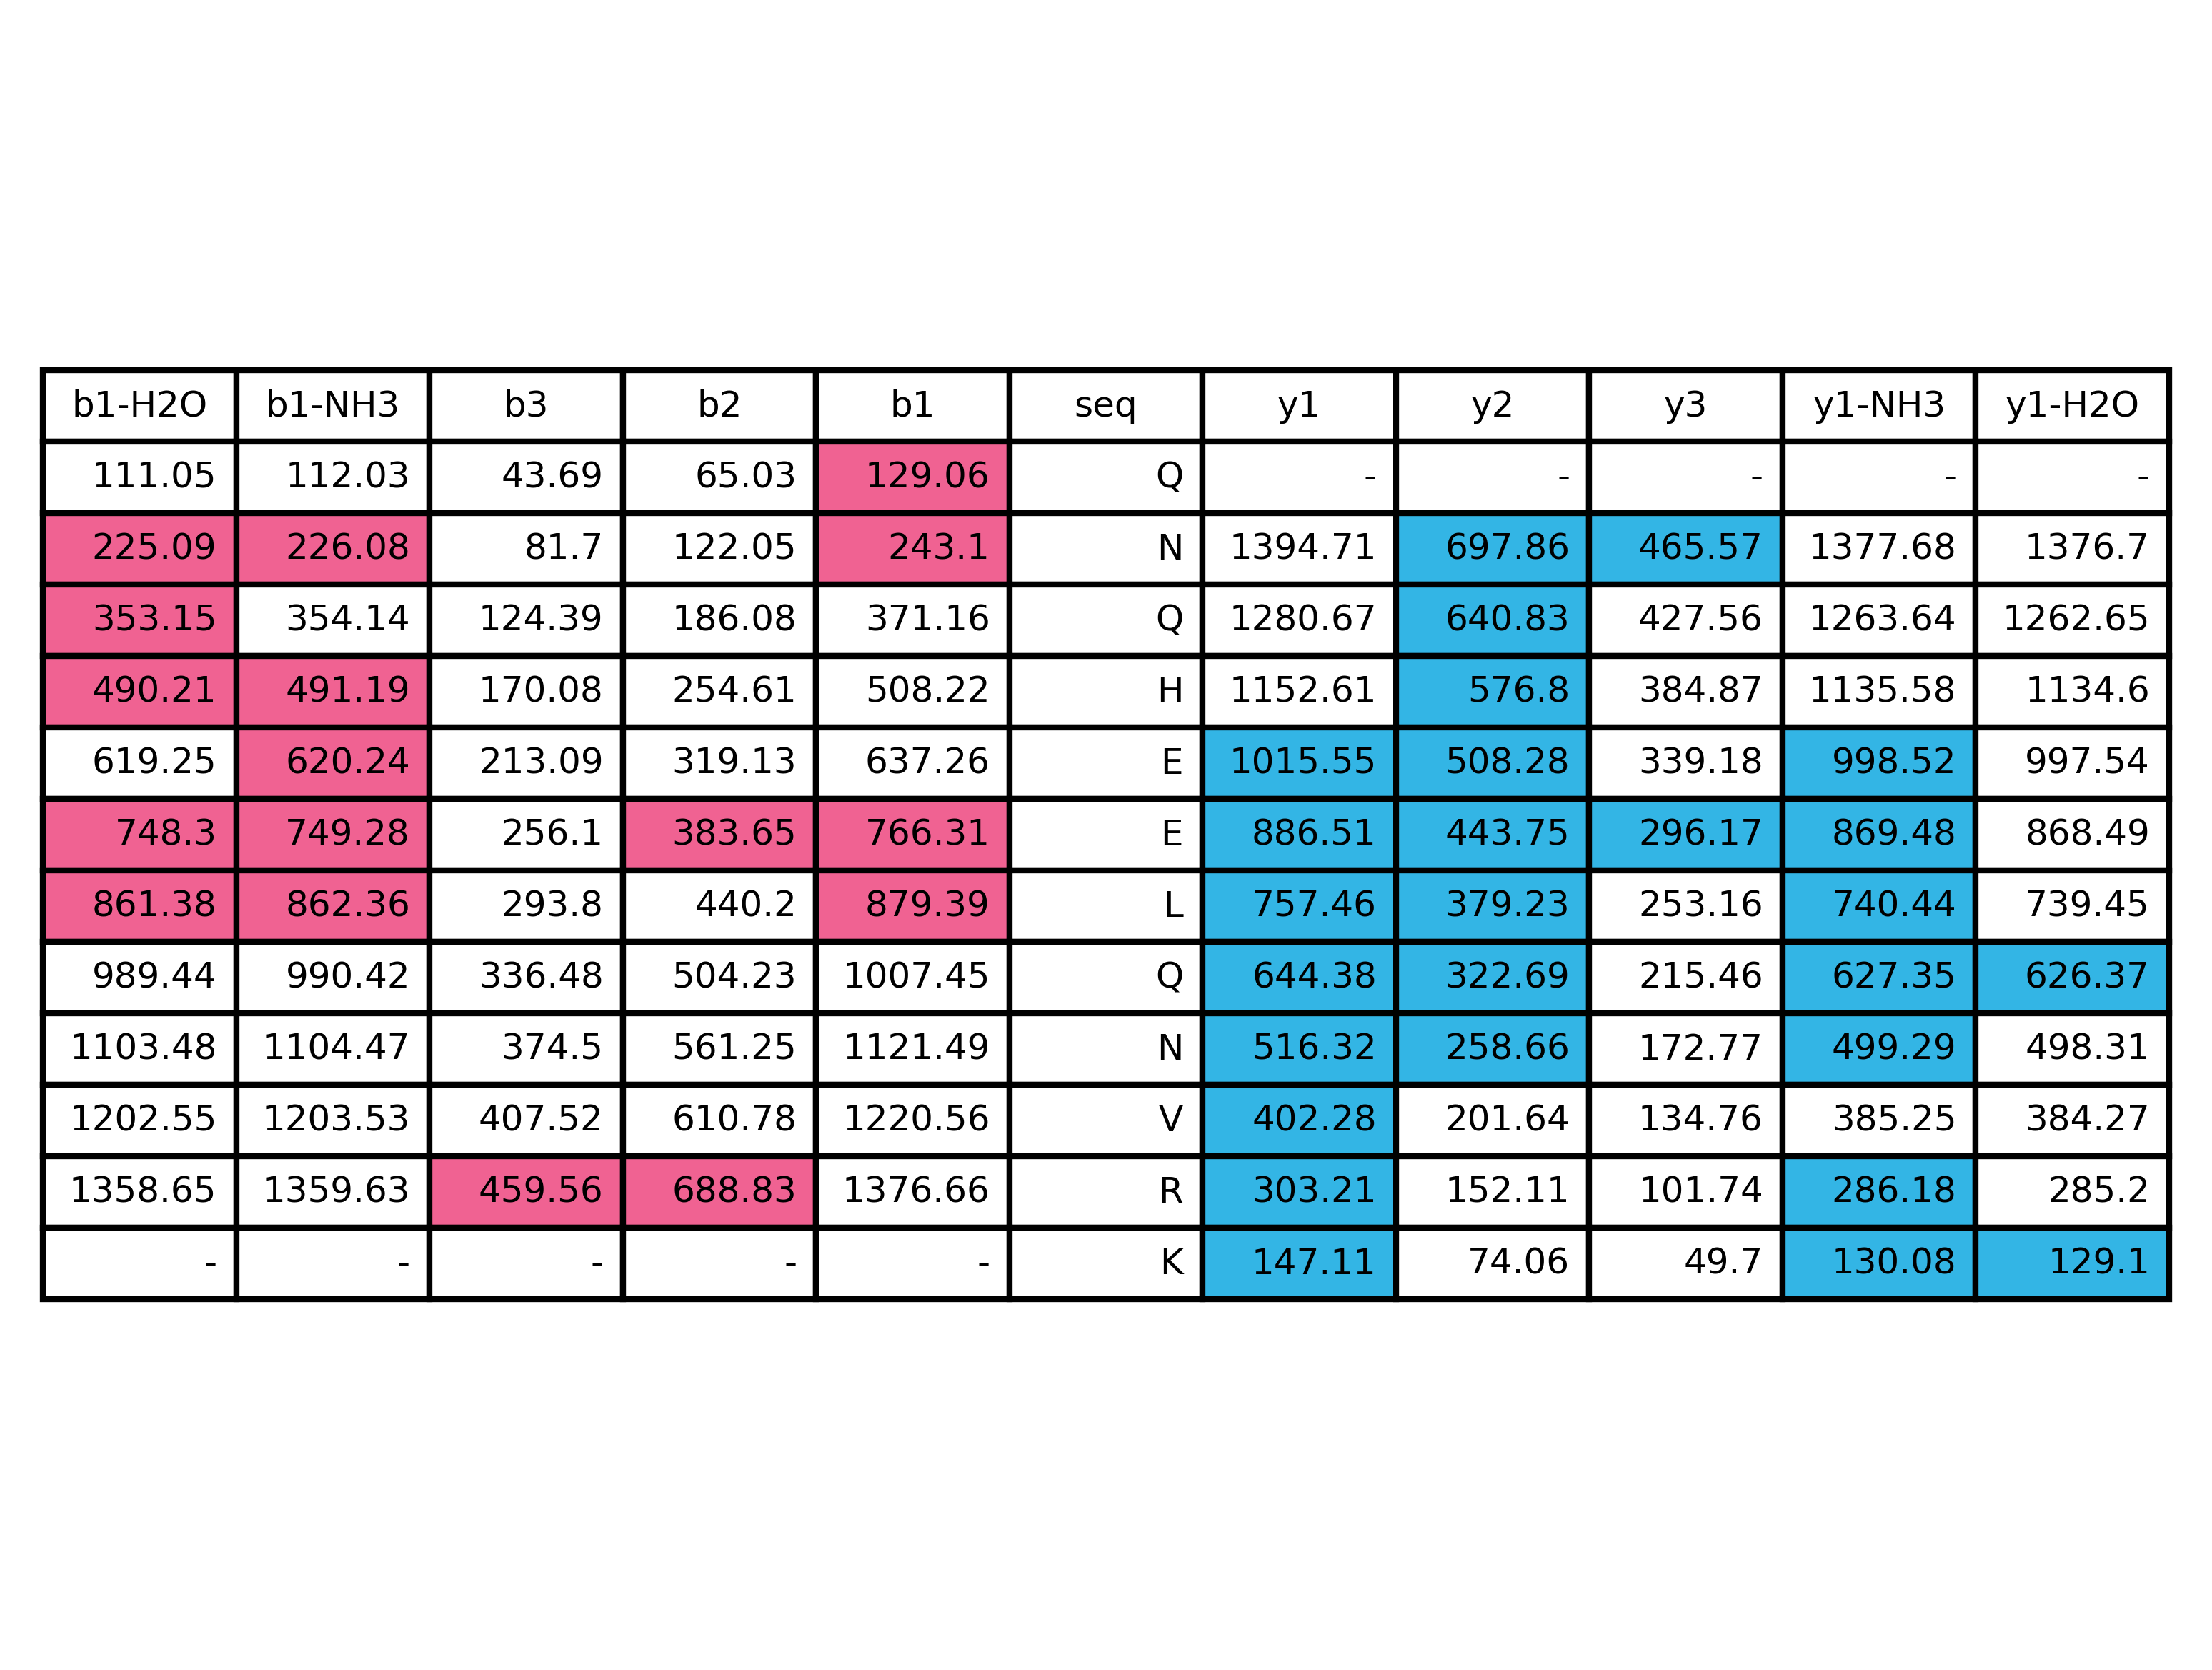 b1-H2O b1-NH3 b3 b2 b1 seq y1 y2 y3 y1-NH3 y1-H2O
111.05 112.03 43.69 65.03 129.06 Q - - - - -
225.09 226.08 81.7 122.05 243.1 N 1394.71 697.86 465.57 1377.68 1376.7
353.15 354.14 124.39 186.08 371.16 Q 1280.67 640.83 427.56 1263.64 1262.65
490.21 491.19 170.08 254.61 508.22 H 1152.61 576.8 384.87 1135.58 1134.6
619.25 620.24 213.09 319.13 637.26 E 1015.55 508.28 339.18 998.52 997.54
748.3 749.28 256.1 383.65 766.31 E 886.51 443.75 296.17 869.48 868.49
861.38 862.36 293.8 440.2 879.39 L 757.46 379.23 253.16 740.44 739.45
989.44 990.42 336.48 504.23 1007.45 Q 644.38 322.69 215.46 627.35 626.37
1103.48 1104.47 374.5 561.25 1121.49 N 516.32 258.66 172.77 499.29 498.31
1202.55 1203.53 407.52 610.78 1220.56 V 402.28 201.64 134.76 385.25 384.27
1358.65 1359.63 459.56 688.83 1376.66 R 303.21 152.11 101.74 286.18 285.2
- - - - - K 147.11 74.06 49.7 130.08 129.1